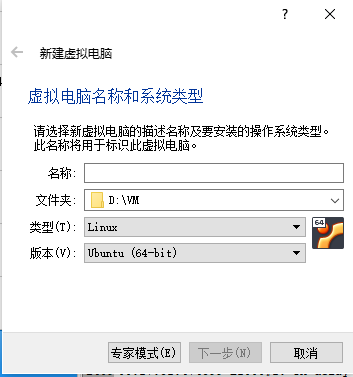 ?
新建虚拟电脑
虚拟电脑名称和系统类型
请选择新虚拟电脑的描述名称及要安装的操作系统类型。
此名称将用于标识此虚拟电脑。
名称:
文件夹: D:\VM
类型(T): Linux
64
版本(V): Ubuntu (64-bit)
专家模式(E) 下一步(N) 取消